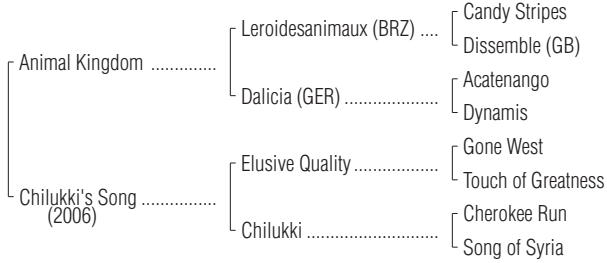 Candy Stripes
Leroidesanimaux (BRZ) ....
Dissemble (GB)
Animal Kingdom ..............
Acatenango
Dalicia (GER) ....................
Dynamis
Gone West
Elusive Quality..................
Touch of Greatness
Chilukki's Song ................
(2006)
Cherokee Run
Chilukki ............................
Song of Syria